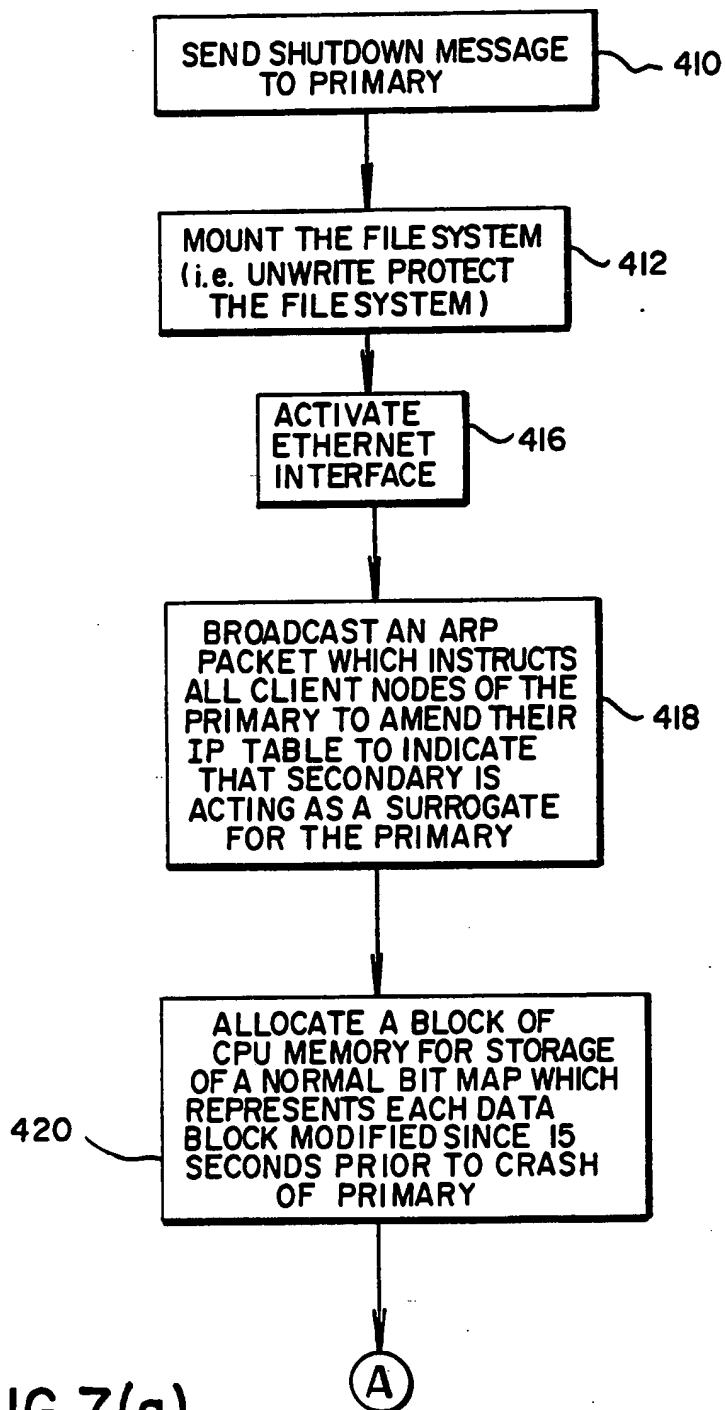 SEND SHUTDOWN MESSAGE
TO PRIMARY
410
MOUNT THE FILE SYSTEM
(i.e. UNWRITE PROTECT
THE FILE SYSTEM)
412
ACTIVATE
ETHERNET
INTERFACE
416
BROADCAST AN ARP
PACKET WHICH INSTRUCTS
ALL CLIENT NODES OF THE
PRIMARY TO AMEND THEIR
IP TABLE TO INDICATE
THAT SECONDARY IS
ACTING AS A SURROGATE
FOR THE PRIMARY
418
ALLOCATE A BLOCK OF
CPU MEMORY FOR STORAGE
OF A NORMAL BIT MAP WHICH
REPRESENTS EACH DATA
BLOCK MODIFIED SINCE 15
SECONDS PRIOR TO CRASH
OF PRIMARY
420
A
IG.7(a)